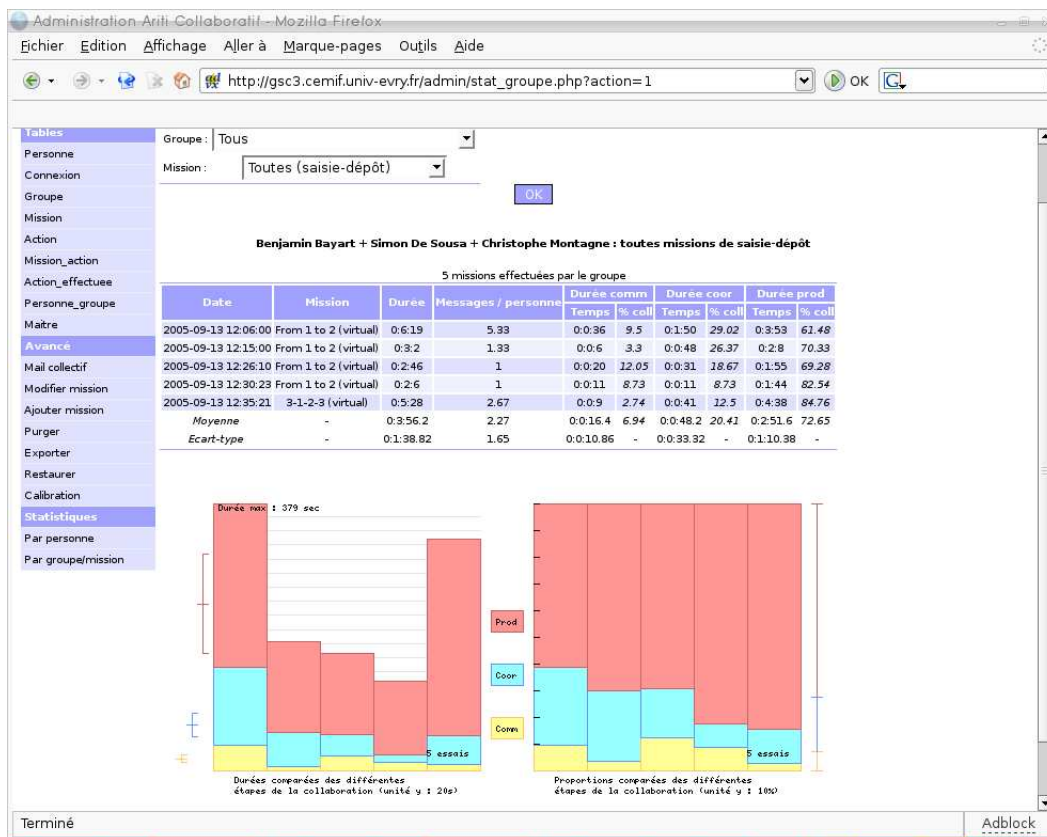 Administration Ariti Collaboratif - Mozilla Firefox
Fichier Edition Affichage Aller à Marque-pages Outils Aide
http://gsc3.cemif.univ-evry.fr/admin/stat_groupe.php?action=1 OK G
Tables
Personne
Connexion
Groupe
Mission
Action
Mission_action
Action_effectuee
Personne_groupe
Maitre
Avancé
Mail collectif
Modifier mission
Ajouter mission
Purger
Exporter
Restaurer
Calibration
Statistiques
Par personne
Par groupe/mission
Groupe : Tous
Mission : Toutes (saisie-dépôt)
OK
Benjamin Bayart + Simon De Sousa + Christophe Montagne : toutes missions de saisie-dépôt
5 missions effectuées par le groupe
Date Mission Durée Messages / personne Durée comm Durée coor Durée prod
Temps % coll Temps % coll Temps % coll
2005-09-13 12:06:00 From 1 to 2 (virtual) 0:6:19 5.33 0:0:36 9.5 0:1:50 29.02 0:3:53 61.48
2005-09-13 12:15:00 From 1 to 2 (virtual) 0:3:2 1.33 0:0:6 3.3 0:0:48 26.37 0:2:8 70.33
2005-09-13 12:26:10 From 1 to 2 (virtual) 0:2:46 1 0:0:20 12.05 0:0:31 18.67 0:1:55 69.28
2005-09-13 12:30:23 From 1 to 2 (virtual) 0:2:6 1 0:0:11 8.73 0:0:11 8.73 0:1:44 82.54
2005-09-13 12:35:21 3-1-2-3 (virtual) 0:5:28 2.67 0:0:9 2.74 0:0:41 12.5 0:4:38 84.76
Moyenne - 0:3:56.2 2.27 0:0:16.4 6.94 0:0:48.2 20.41 0:2:51.6 72.65
Ecart-type - 0:1:38.82 1.65 0:0:10.86 - 0:0:33.32 - 0:1:10.38 -
Durée max : 379 sec
Prod
Coor
Comm
5 essais
5 essais
Durées comparées des différentes
étapes de la collaboration (unité y : 20s)
Proportions comparées des différentes
étapes de la collaboration (unité y : 10%)
Terminé Adblock